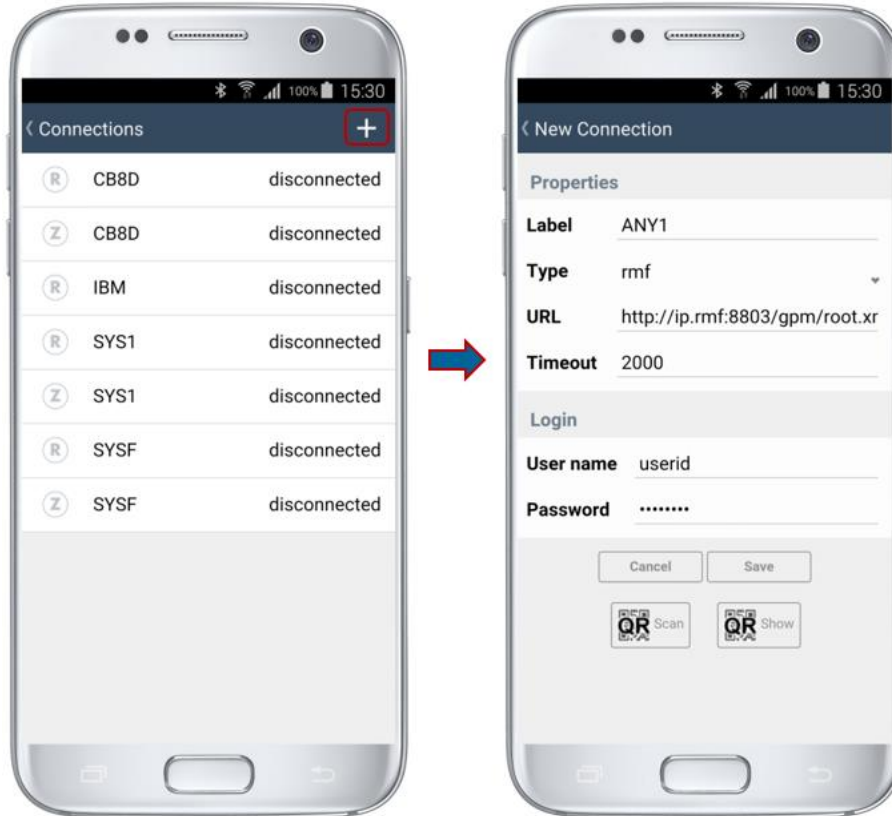 100% 15:30
Connections +
R CB8D disconnected
Z CB8D disconnected
R IBM disconnected
R SYS1 disconnected
Z SYS1 disconnected
R SYSF disconnected
Z SYSF disconnected
100% 15:30
New Connection
Properties
Label ANY1
Type rmf
URL http://ip.rmf:8803/gpm/root.xr
Timeout 2000
Login
User name userid
Password ••••••••
Cancel Save
QR Scan QR Show